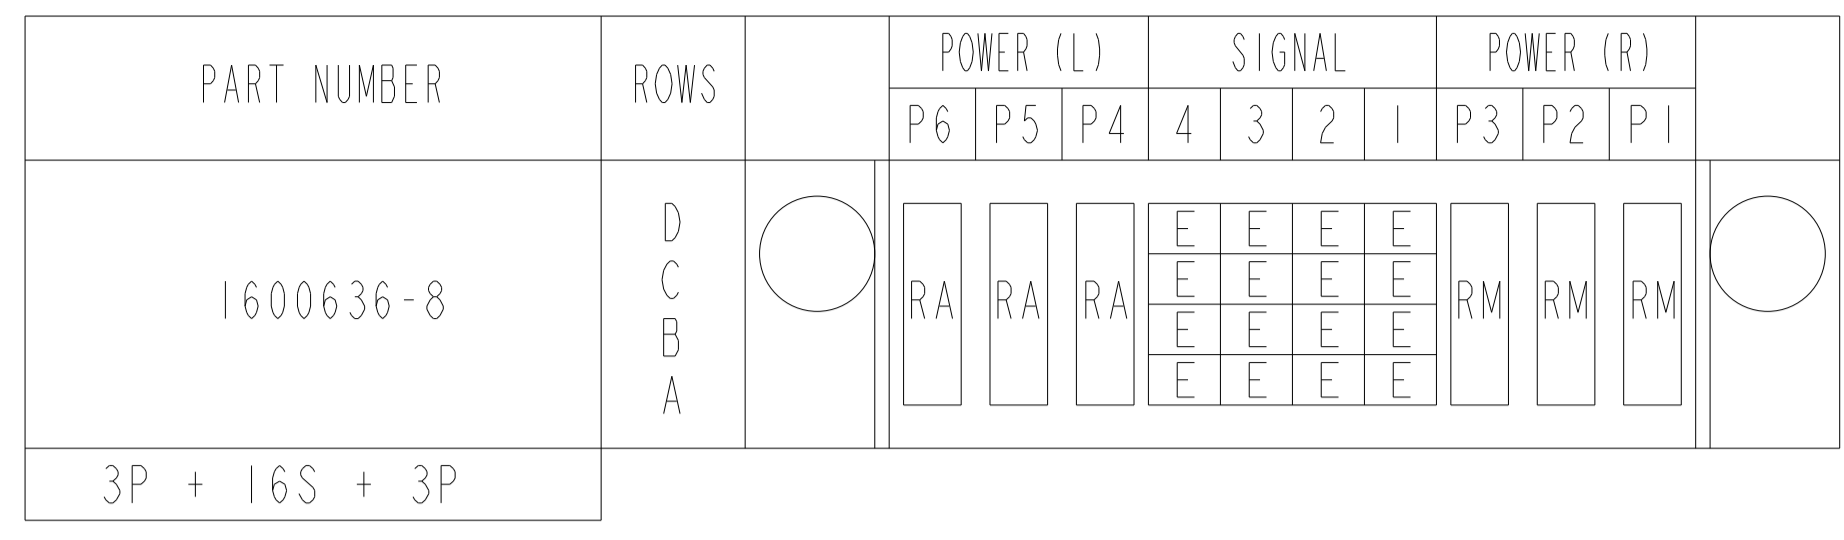 PART NUMBER ROWS POWER (L) SIGNAL POWER (R)
P6 P5 P4 4 3 2 1 P3 P2 P1
D E E E E
C E E E E
1600636-8 RA RA RA RM RM RM
B E E E E
A E E E E
3P + 16S + 3P